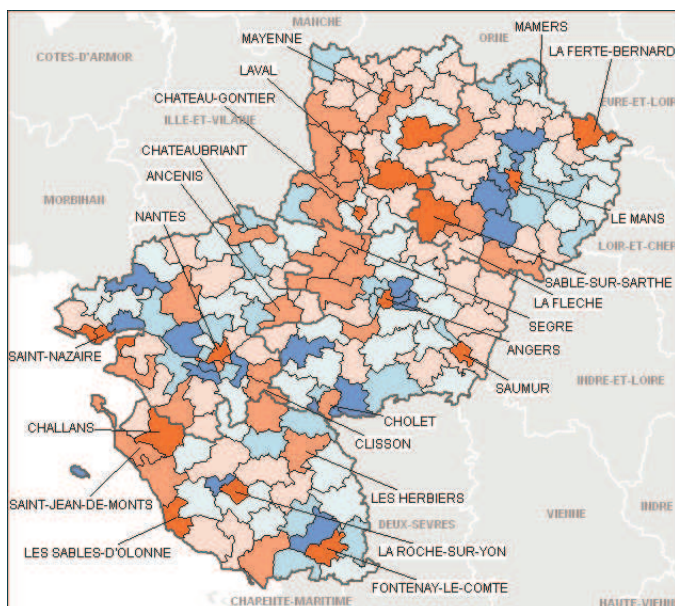 MANCHE
ORNE
MAMERS
MAYENNE
LA FERTE-BERNARD
COTES-D'ARMOR
LAVAL
CHATEAU-GONTIER
EURE-ET-LOIR
ILLE-ET-VILAINE
CHATEAUBRIANT
ANCENIS
MORBIHAN
NANTES
LE MANS
LOIR-ET-CHER
SABLE-SUR-SARTHE
LA FLECHE
SEGRE
SAINT-NAZAIRE
ANGERS
INDRE-ET-LOIRE
SAUMUR
CHOLET
CHALLANS
CLISSON
SAINT-JEAN-DE-MONTS
LES HERBIERS
VIENNE
INDRE
DEUX-SEVRES
LES SABLES-D'OLONNE
LA ROCHE-SUR-YON
FONTENAY-LE-COMTE
CHARENTE-MARITIME
HAUTE-VIENNE